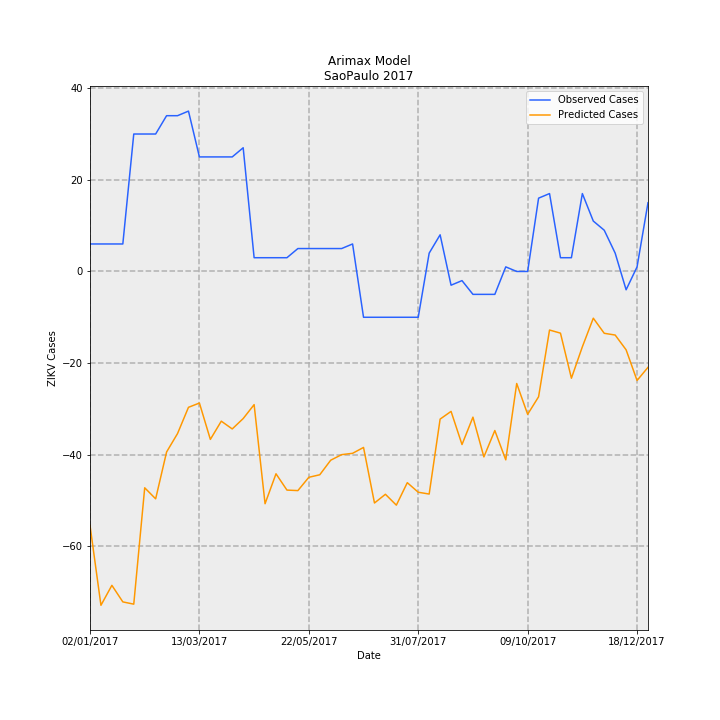 Arimax Model
SaoPaulo 2017
Observed Cases
Predicted Cases
40
20
0
−20
−40
−60
ZIKV Cases
02/01/2017
13/03/2017
22/05/2017
31/07/2017
09/10/2017
18/12/2017
Date